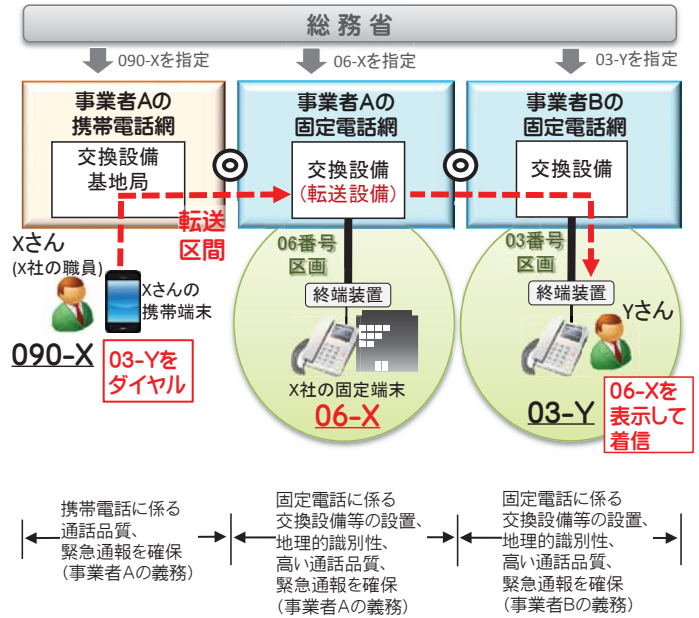 総務省
090-Xを指定
06-Xを指定
03-Yを指定
事業者Aの
携帯電話網
交換設備
基地局
事業者Aの
固定電話網
交換設備
(転送設備)
事業者Bの
固定電話網
交換設備
転送
区間
Xさん
(X社の職員)
Xさんの
携帯端末
090-X
03-Yを
ダイヤル
06番号
区画
終端装置
X社の固定端末
06-X
03番号
区画
終端装置
Yさん
03-Y
06-Xを
表示して
着信
携帯電話に係る
通話品質、
緊急通報を確保
(事業者Aの義務)
固定電話に係る
交換設備等の設置、
地理的識別性、
高い通話品質、
緊急通報を確保
(事業者Aの義務)
固定電話に係る
交換設備等の設置、
地理的識別性、
高い通話品質、
緊急通報を確保
(事業者Bの義務)